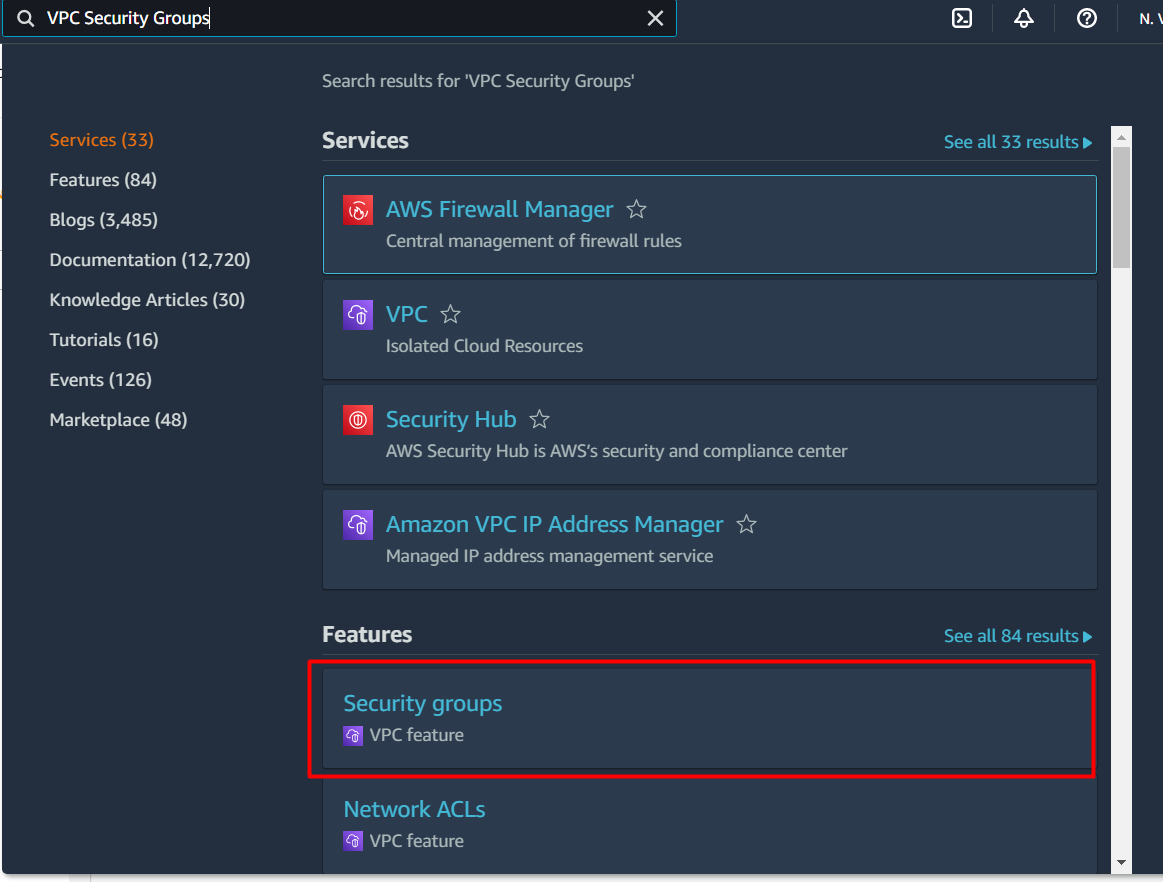 VPC Security Groups
N. V
Search results for 'VPC Security Groups'
Services (33)
Features (84)
Blogs (3,485)
Documentation (12,720)
Knowledge Articles (30)
Tutorials (16)
Events (126)
Marketplace (48)
Services
See all 33 results
AWS Firewall Manager
Central management of firewall rules
VPC
Isolated Cloud Resources
Security Hub
AWS Security Hub is AWS's security and compliance center
Amazon VPC IP Address Manager
Managed IP address management service
Features
See all 84 results
Security groups
VPC feature
Network ACLs
VPC feature